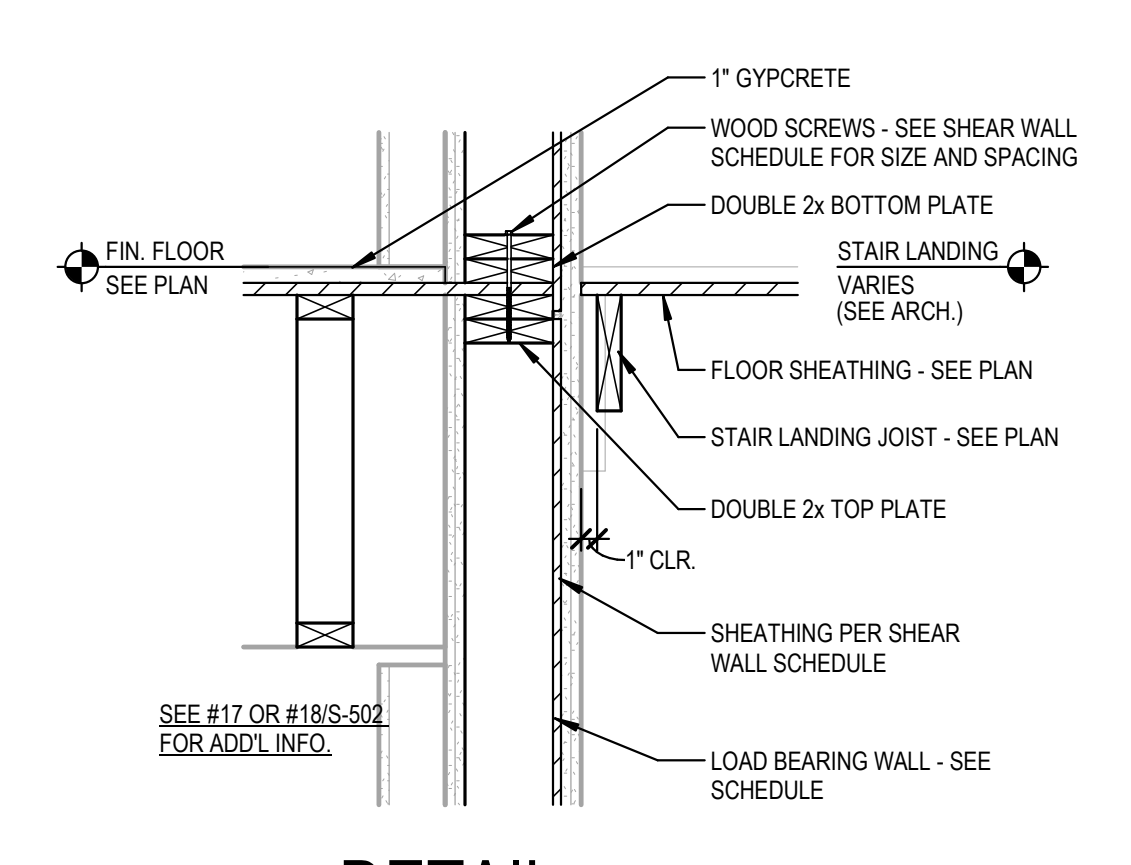 1" GYPCRETE
WOOD SCREWS - SEE SHEAR WALL
SCHEDULE FOR SIZE AND SPACING
DOUBLE 2x BOTTOM PLATE
FIN. FLOOR
SEE PLAN
STAIR LANDING
VARIES
(SEE ARCH.)
FLOOR SHEATHING - SEE PLAN
STAIR LANDING JOIST - SEE PLAN
DOUBLE 2x TOP PLATE
1" CLR.
SHEATHING PER SHEAR
WALL SCHEDULE
SEE #17 OR #18/S-502
FOR ADD'L INFO.
LOAD BEARING WALL - SEE
SCHEDULE